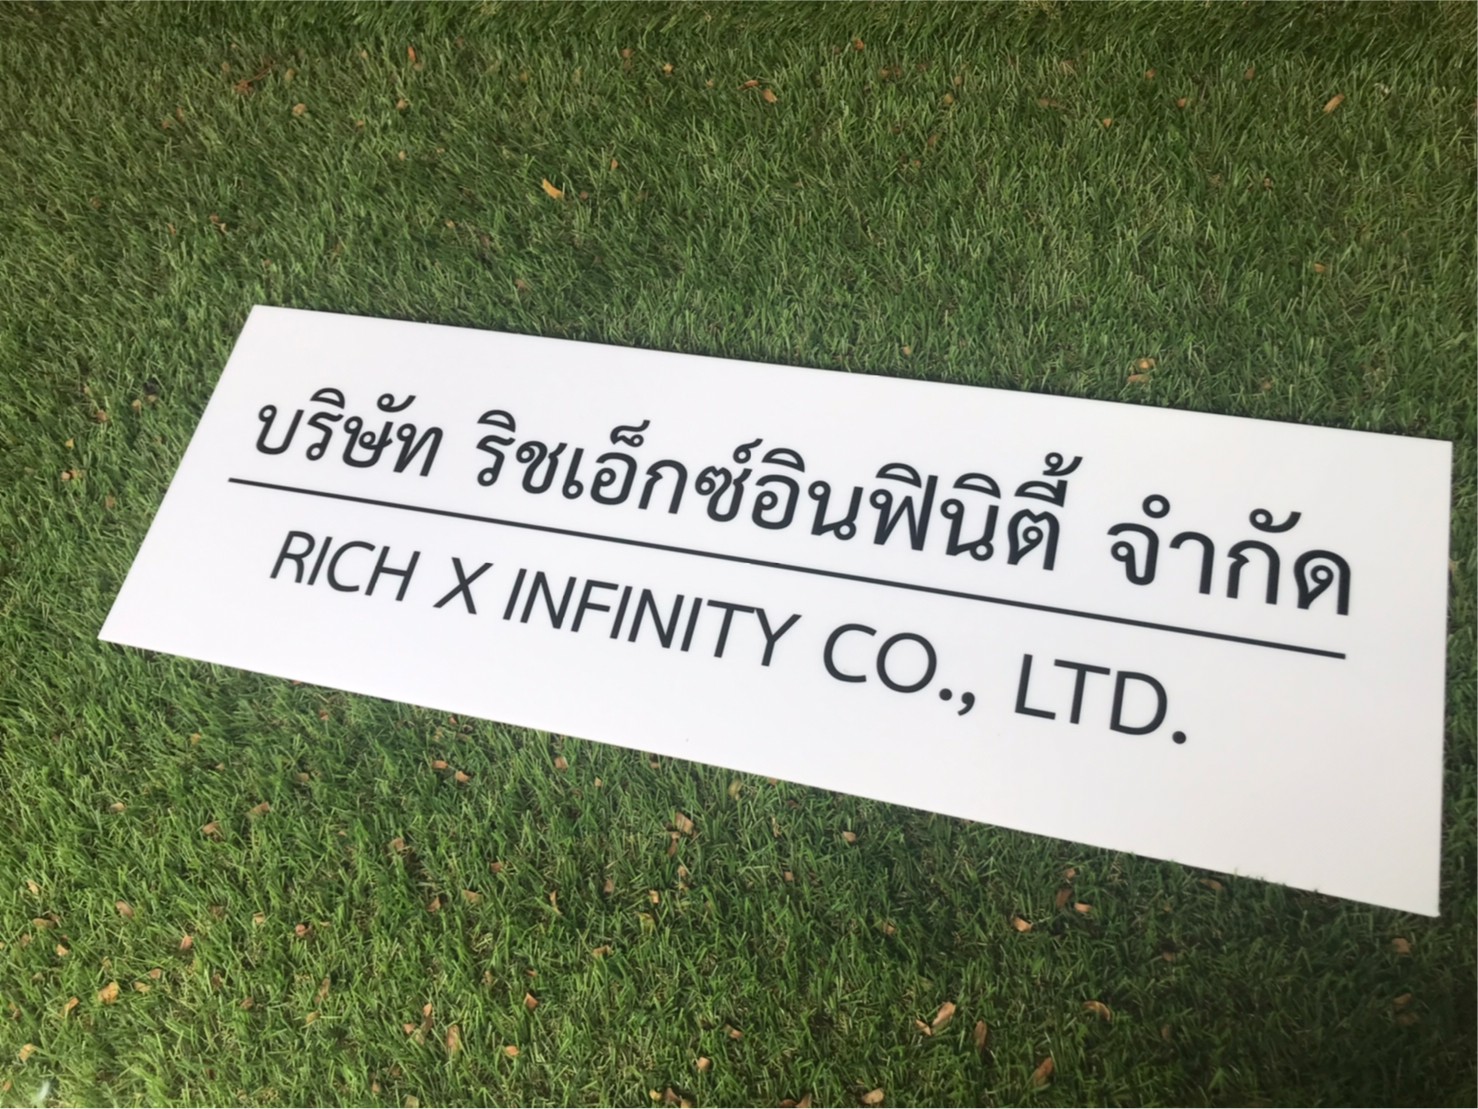 บริษัท ริชเอ็กซ์อินฟินิตี้ จำกัด
RICH X INFINITY CO., LTD.